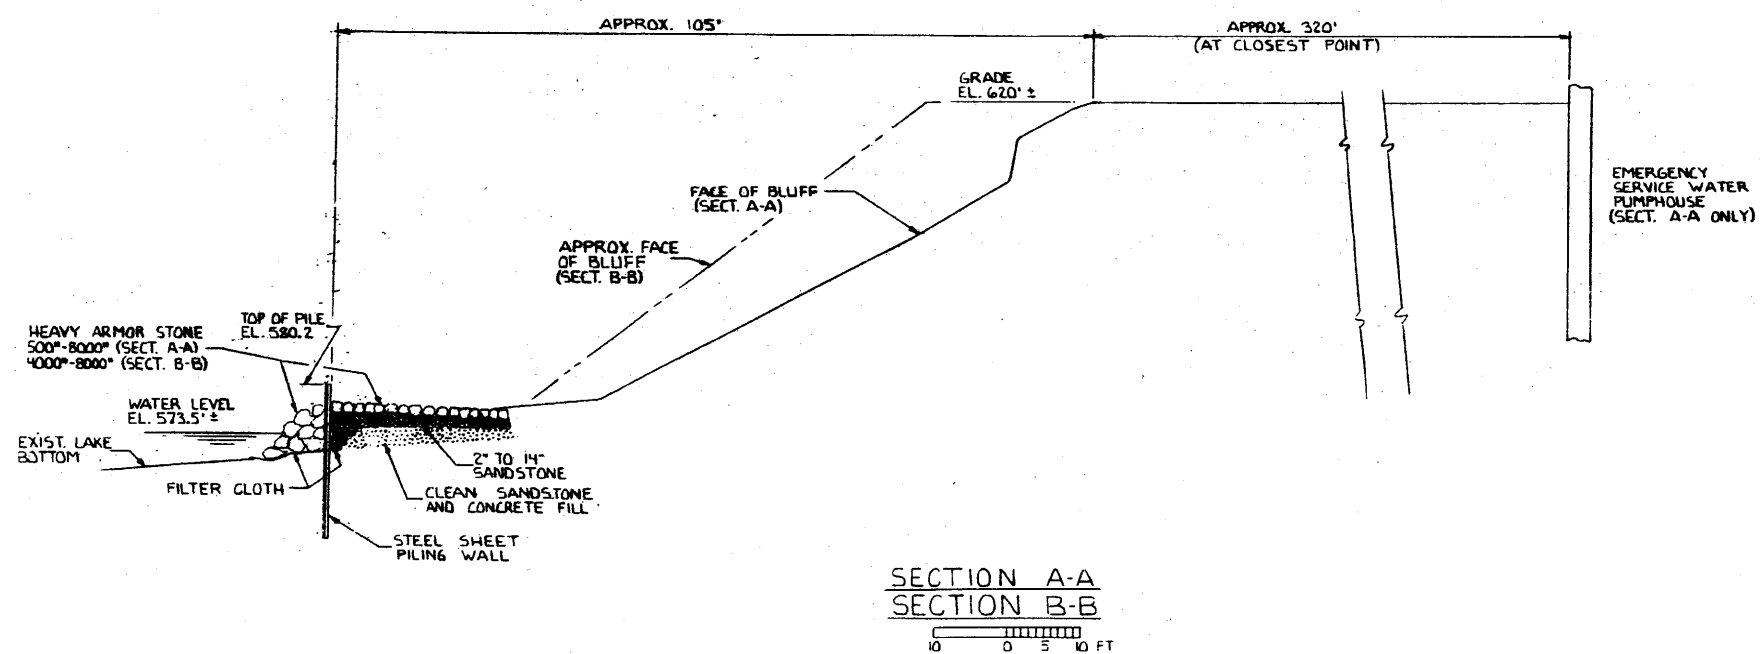 APPROX. 105'
APPROX. 320'
(AT CLOSEST POINT)
GRADE
EL. 620' ±
EMERGENCY
SERVICE WATER
PUMPHOUSE
(SECT. A-A ONLY)
FACE OF BLUFF
(SECT. A-A)
APPROX. FACE
OF BLUFF
(SECT. B-B)
TOP OF PILE
EL. 580.2
HEAVY ARMOR STONE
500#-8000# (SECT. A-A)
4000#-8000# (SECT. B-B)
WATER LEVEL
EL. 573.5' ±
EXIST. LAKE
BOTTOM
FILTER CLOTH
2" TO 14"
SANDSTONE
CLEAN SANDSTONE
AND CONCRETE FILL
STEEL SHEET
PILING WALL
SECTION A-A
SECTION B-B
10 0 5 10 FT